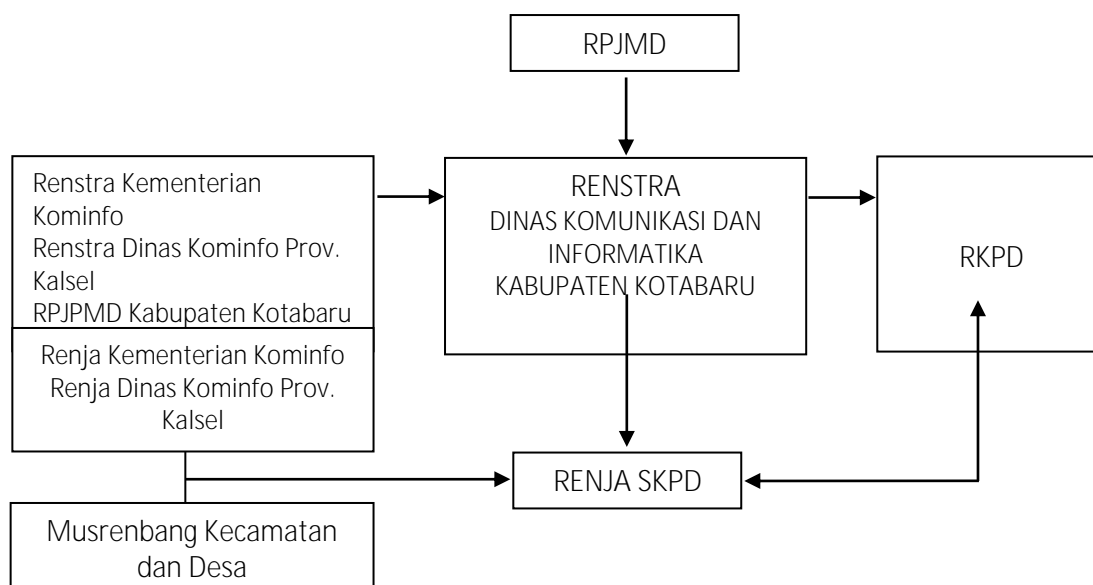 RPJMD
Renstra Kementerian
Kominfo
Renstra Dinas Kominfo Prov.
Kalsel
RPJPMD Kabupaten Kotabaru
RENSTRA
DINAS KOMUNIKASI DAN
INFORMATIKA
KABUPATEN KOTABARU
RKPD
Renja Kementerian Kominfo
Renja Dinas Kominfo Prov.
Kalsel
RENJA SKPD
Musrenbang Kecamatan
dan Desa